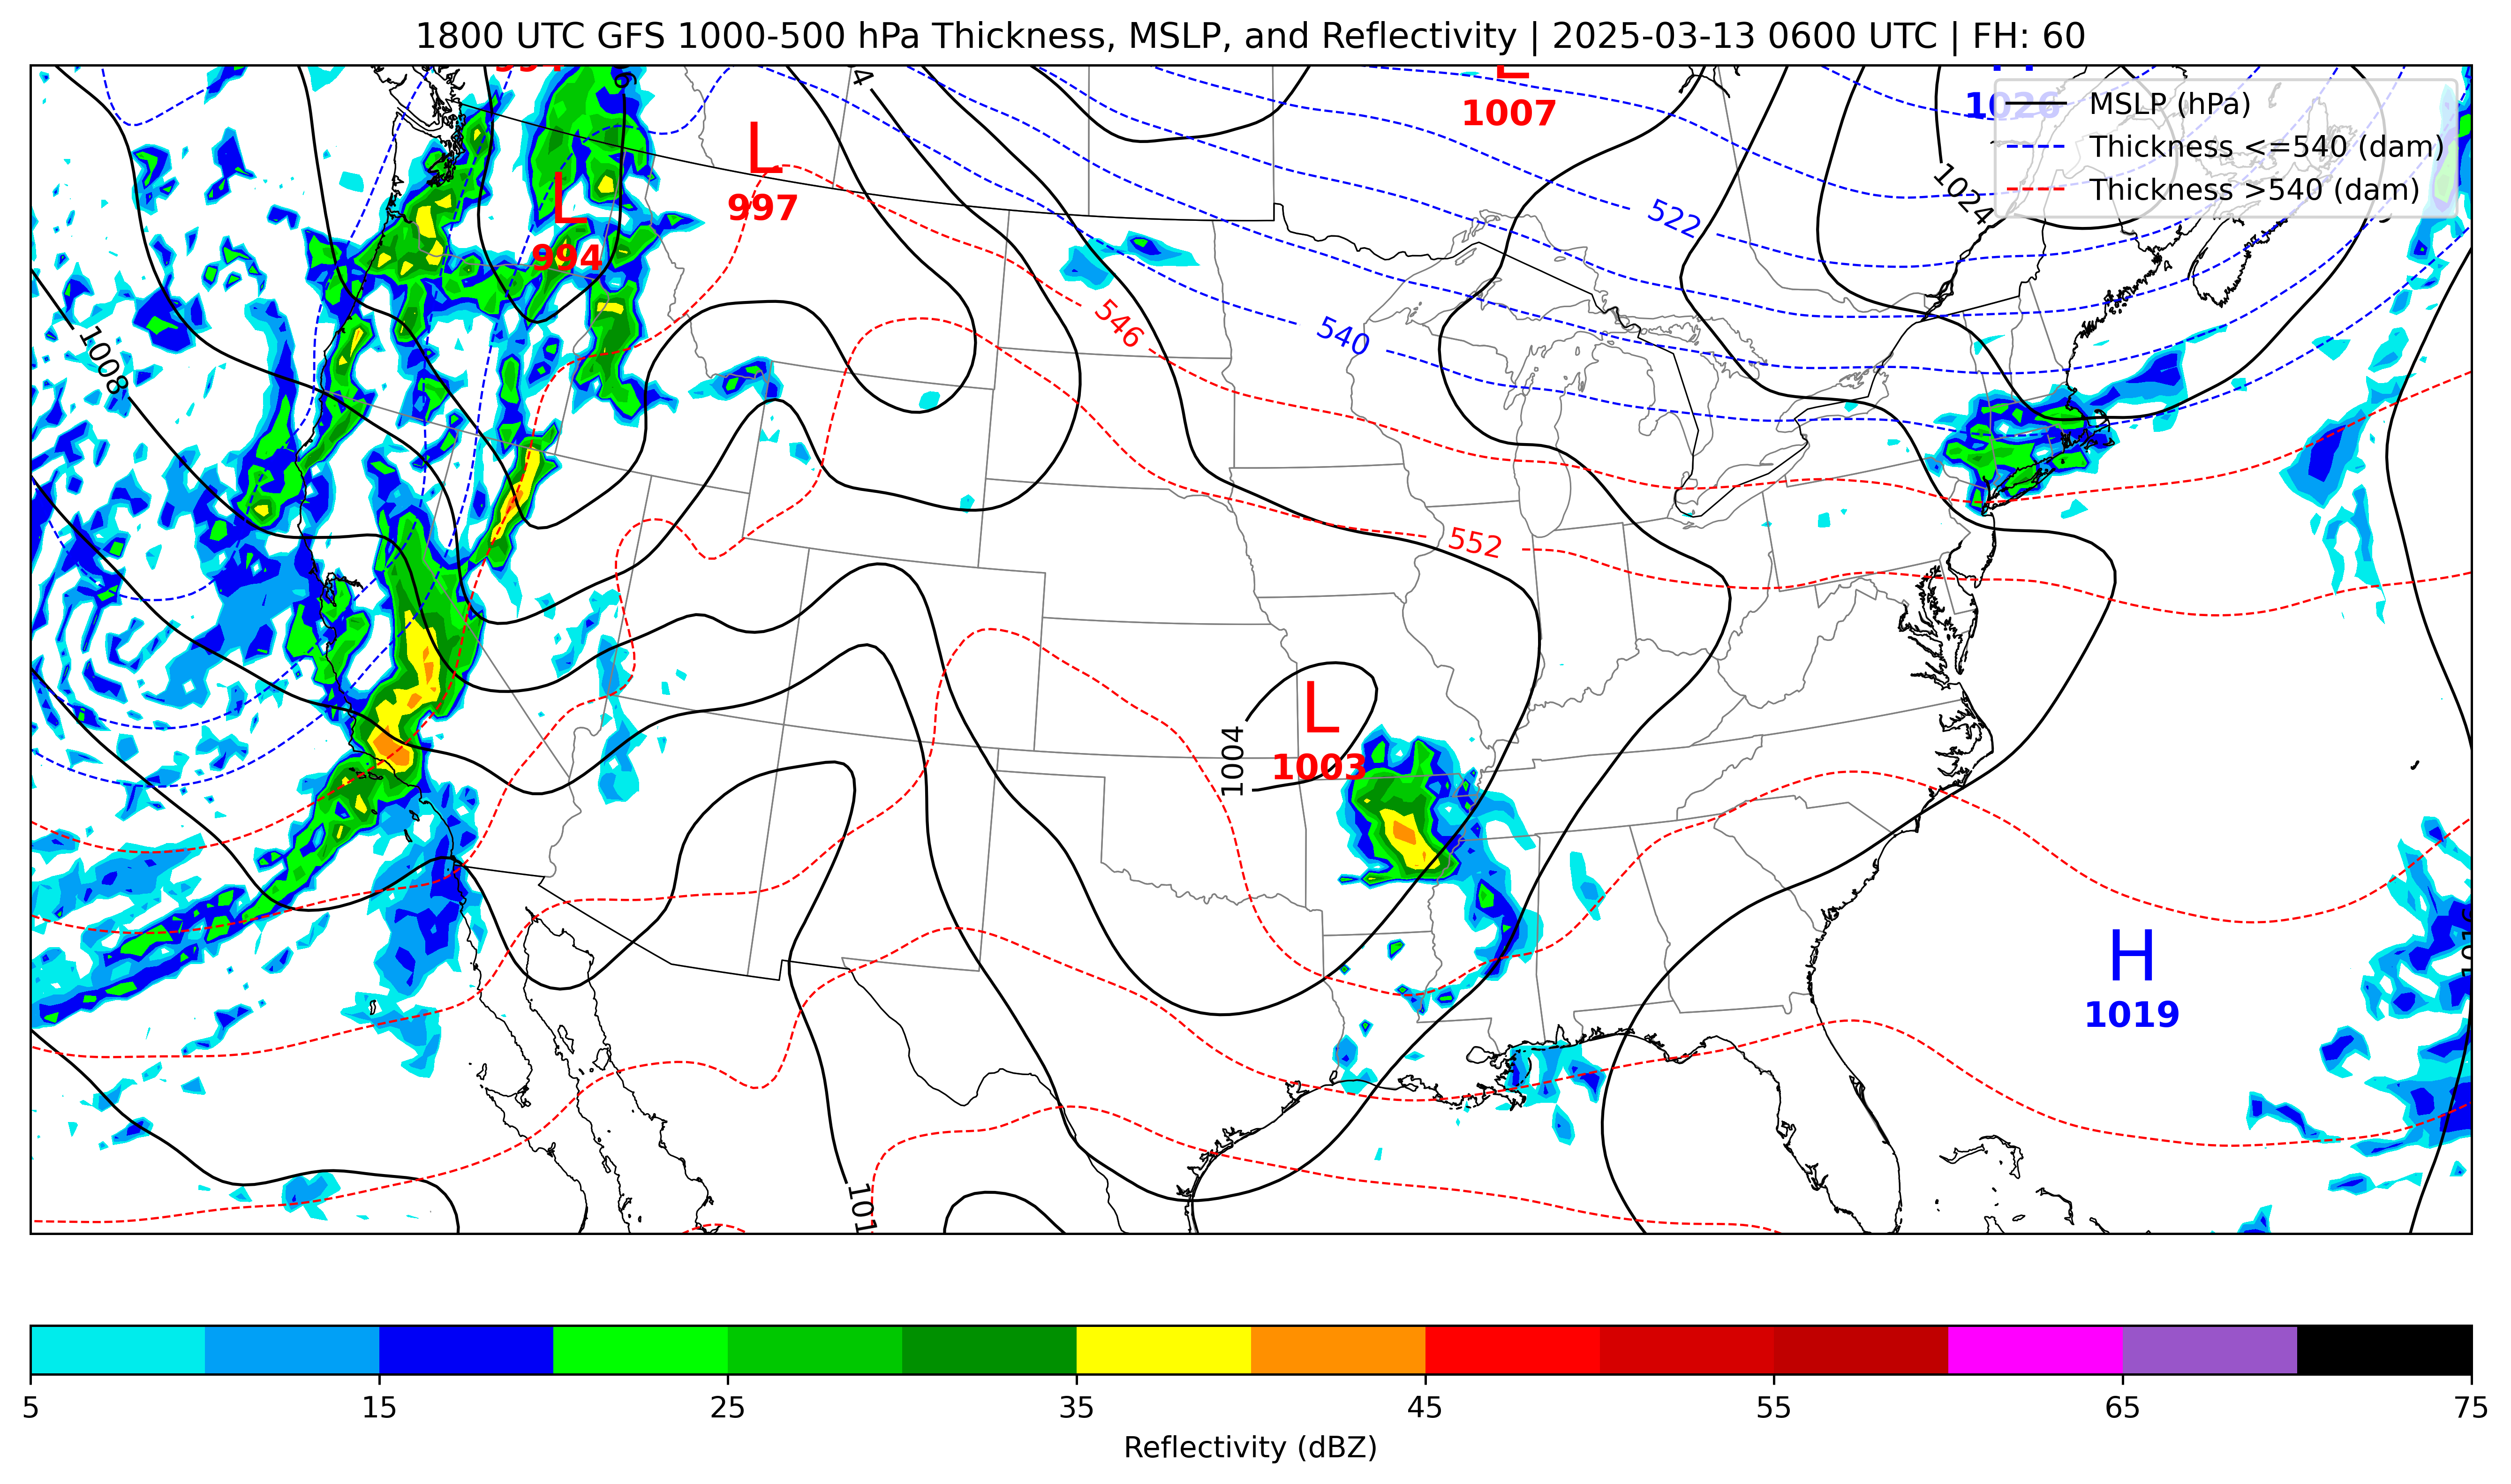 1800 UTC GFS 1000-500 hPa Thickness, MSLP, and Reflectivity | 2025-03-13 0600 UTC | FH: 60
L
1007
1026
MSLP (hPa)
Thickness <=540 (dam)
Thickness >540 (dam)
L
997
L
994
1024
522
1008
546
540
552
L
1003
1004
H
1019
101
5 15 25 35 45 55 65 75
Reflectivity (dBZ)